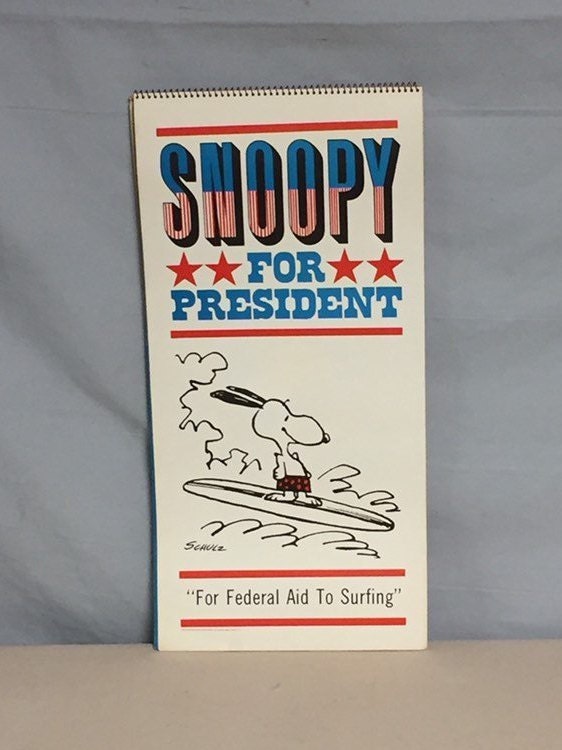 SNOOPY
FOR
PRESIDENT
SCHULZ
"For Federal Aid To Surfing"